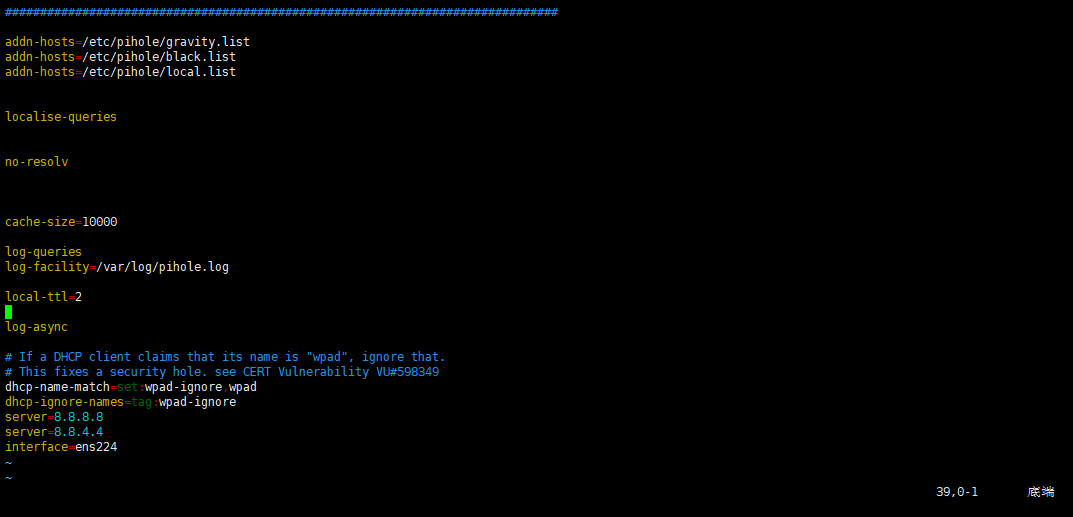 ###############################################################################
addn-hosts=/etc/pihole/gravity.list
addn-hosts=/etc/pihole/black.list
addn-hosts=/etc/pihole/local.list
localise-queries
no-resolv
cache-size=10000
log-queries
log-facility=/var/log/pihole.log
local-ttl=2
log-async
# If a DHCP client claims that its name is "wpad", ignore that.
# This fixes a security hole. see CERT Vulnerability VU#598349
dhcp-name-match=set:wpad-ignore,wpad
dhcp-ignore-names=tag:wpad-ignore
server=8.8.8.8
server=8.8.4.4
interface=ens224
~
~
39,0-1 底端